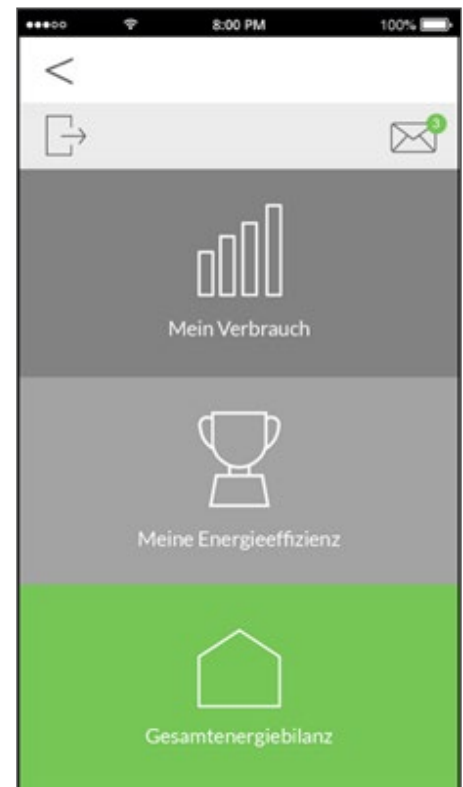 8:00 PM 100%
3
Mein Verbrauch
Meine Energieeffizienz
Gesamtenergiebilanz